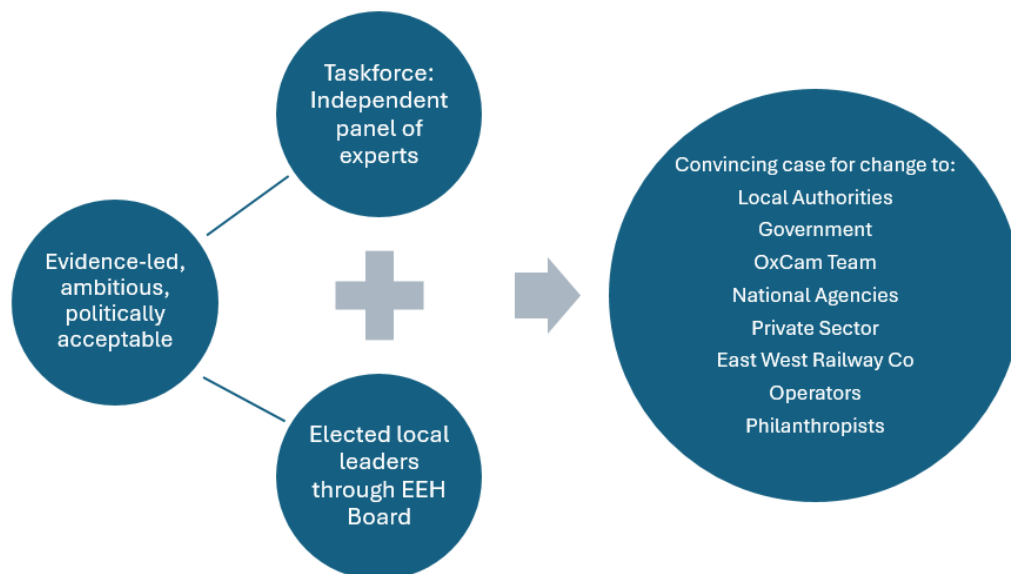 Taskforce:
Independent
panel of
experts
Evidence-led,
ambitious,
politically
acceptable
Elected local
leaders
through EEH
Board
Convincing case for change to:
Local Authorities
Government
OxCam Team
National Agencies
Private Sector
East West Railway Co
Operators
Philanthropists